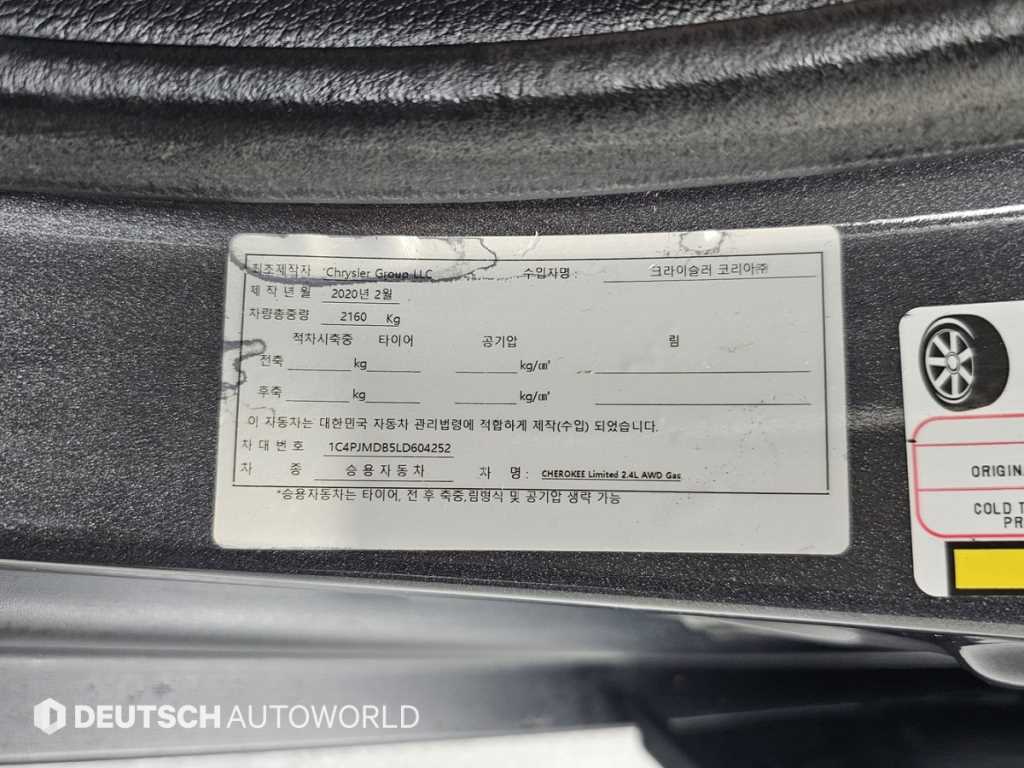 최초제작자 Chrysler Group LLC 수입자명 : 크라이슬러 코리아㈜
제 작 년 월 2020년 2월
차량총중량 2160 Kg
적차시축중 타이어 공기압 림
전축 kg kg/㎠
후축 kg kg/㎠
이 자동차는 대한민국 자동차 관리법령에 적합하게 제작(수입) 되었습니다.
차 대 번 호 1C4PJMDB5LD604252
차 종 승용자동차 차 명 : CHEROKEE Limited 2.4L AWD Gas
*승용자동차는 타이어, 전 후 축중,림형식 및 공기압 생략 가능
ORIGIN
COLD T
PR
DEUTSCH AUTOWORLD